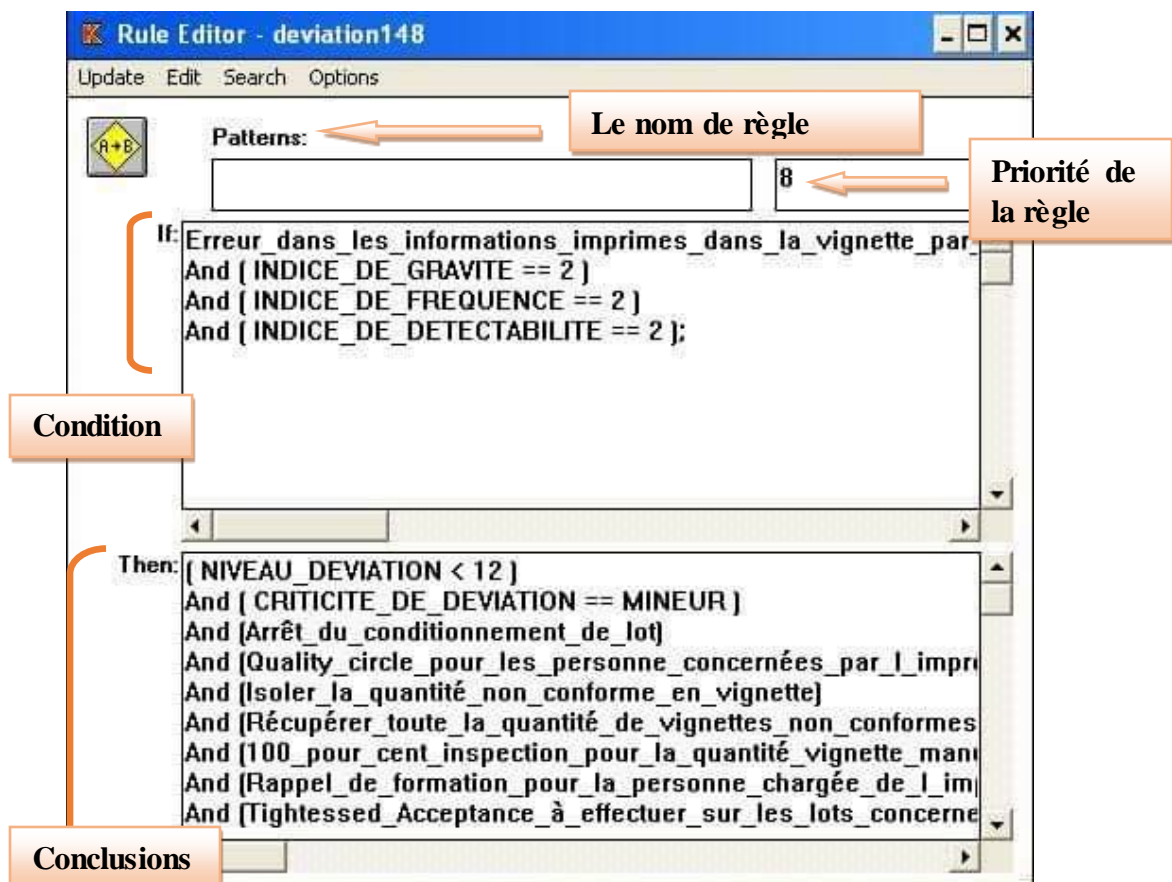 Rule Editor - deviation148
Update Edit Search Options
A+B
Patterns:
Le nom de règle
8
Priorité de
la règle
If:
Erreur_dans_les_informations_imprimes_dans_la_vignette_par_
And ( INDICE_DE_GRAVITE == 2 )
And ( INDICE_DE_FREQUENCE == 2 )
And ( INDICE_DE_DETECTABILITE == 2 );
Condition
Then:
( NIVEAU_DEVIATION < 12 )
And ( CRITICITE_DE_DEVIATION == MINEUR )
And (Arrêt_du_conditionnement_de_lot)
And (Quality_circle_pour_les_personne_concernées_par_l_impr
And (Isoler_la_quantité_non_conforme_en_vignette)
And (Récupérer_toute_la_quantité_de_vignettes_non_conformes
And (100_pour_cent_inspection_pour_la_quantité_vignette_man
And (Rappel_de_formation_pour_la_personne_chargée_de_l_im
And (Tightessed_Acceptance_à_effectuer_sur_les_lots_concerne
Conclusions